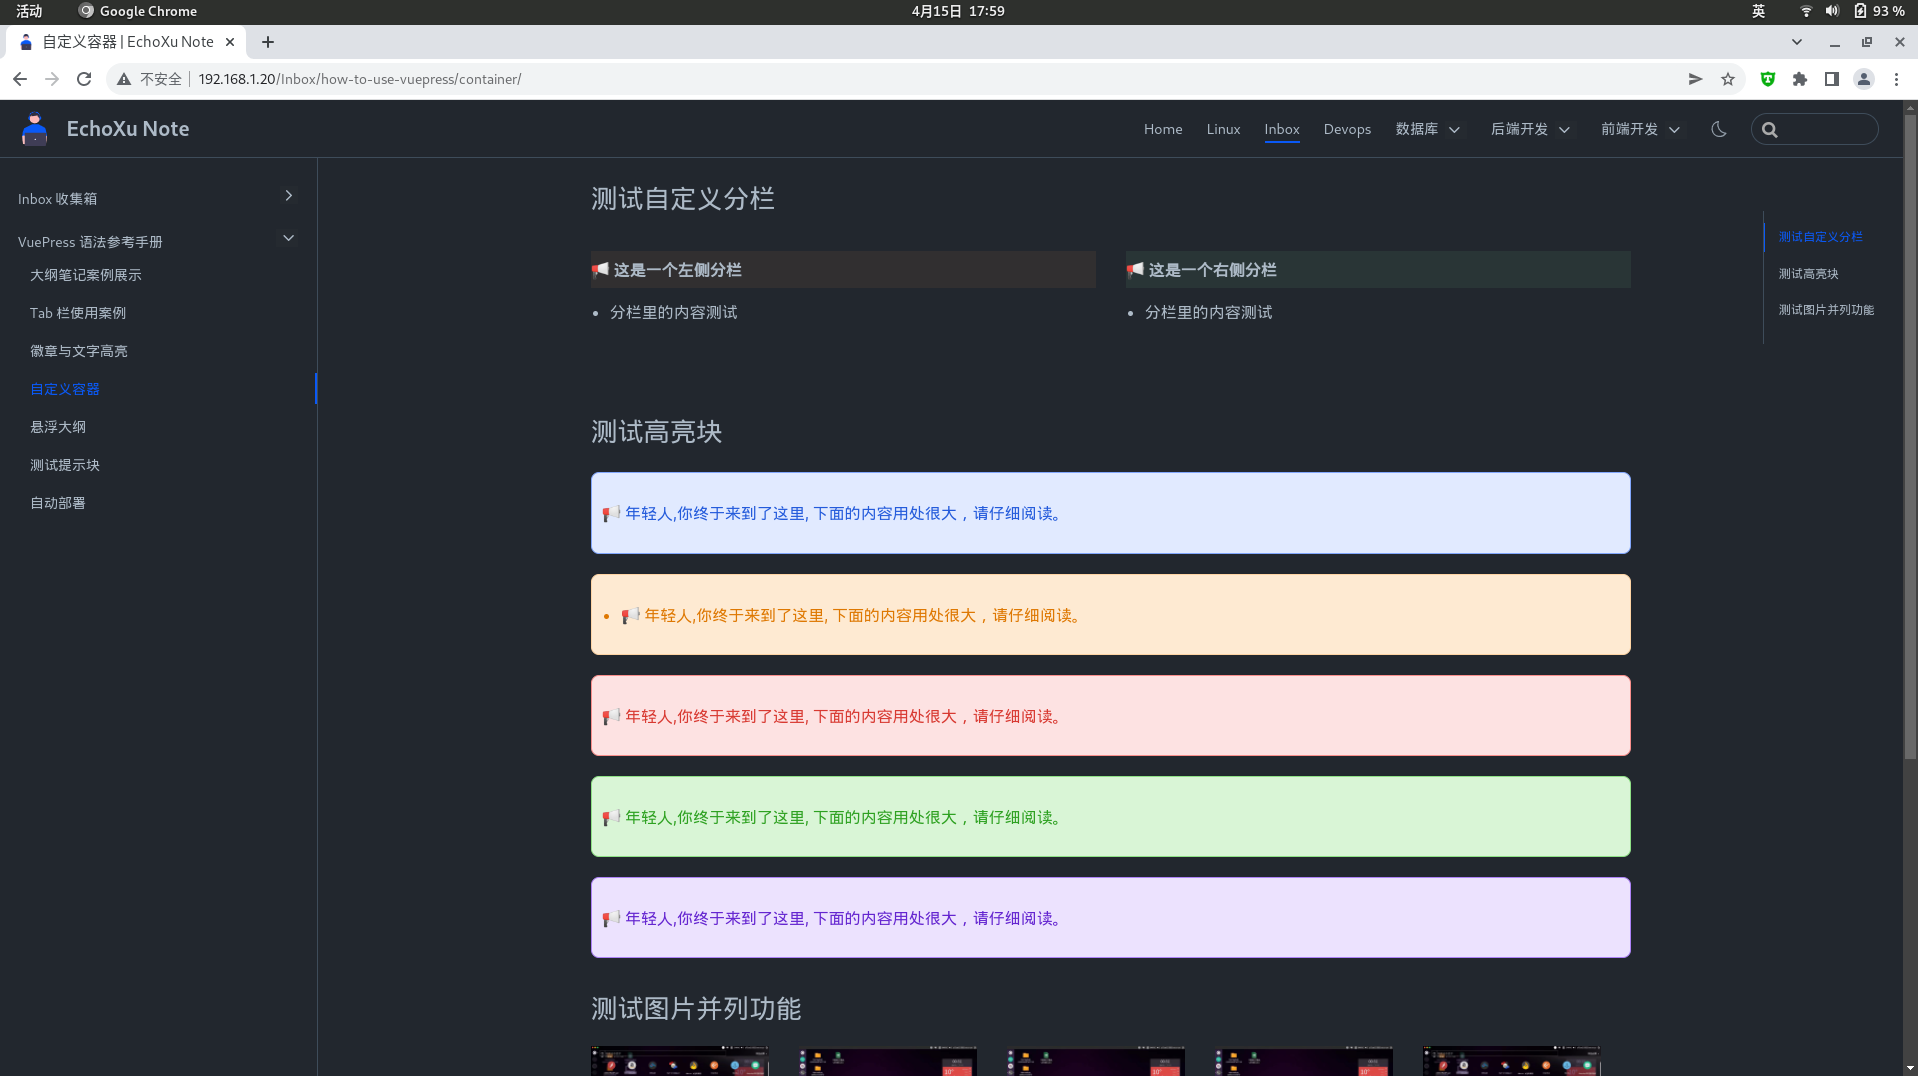 活动 Google Chrome 4月15日 17:59 英 93 %
自定义容器 | EchoXu Note
不安全 192.168.1.20/Inbox/how-to-use-vuepress/container/
EchoXu Note
Home Linux Inbox Devops 数据库 后端开发 前端开发
Inbox 收集箱
VuePress 语法参考手册
大纲笔记案例展示
Tab 栏使用案例
徽章与文字高亮
自定义容器
悬浮大纲
测试提示块
自动部署
测试自定义分栏
这是一个左侧分栏
分栏里的内容测试
这是一个右侧分栏
分栏里的内容测试
测试高亮块
年轻人,你终于来到了这里, 下面的内容用处很大，请仔细阅读。
年轻人,你终于来到了这里, 下面的内容用处很大，请仔细阅读。
年轻人,你终于来到了这里, 下面的内容用处很大，请仔细阅读。
年轻人,你终于来到了这里, 下面的内容用处很大，请仔细阅读。
年轻人,你终于来到了这里, 下面的内容用处很大，请仔细阅读。
测试图片并列功能
测试自定义分栏
测试高亮块
测试图片并列功能